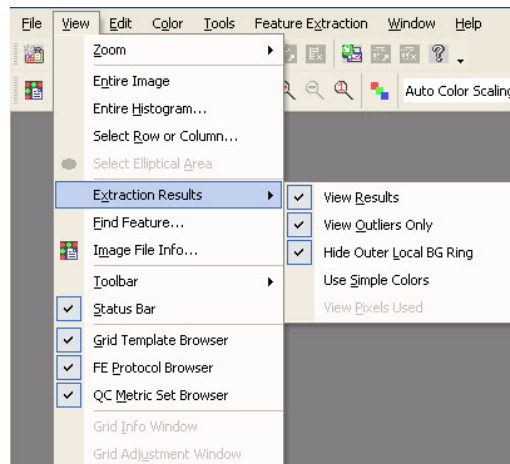 File View Edit Color Tools Feature Extraction Window Help
Zoom
Entire Image
Entire Histogram...
Select Row or Column...
Select Elliptical Area
Extraction Results
Find Feature...
Image File Info...
Toolbar
Status Bar
Grid Template Browser
FE Protocol Browser
QC Metric Set Browser
Grid Info Window
Grid Adjustment Window
Auto Color Scaling
View Results
View Outliers Only
Hide Outer Local BG Ring
Use Simple Colors
View Pixels Used